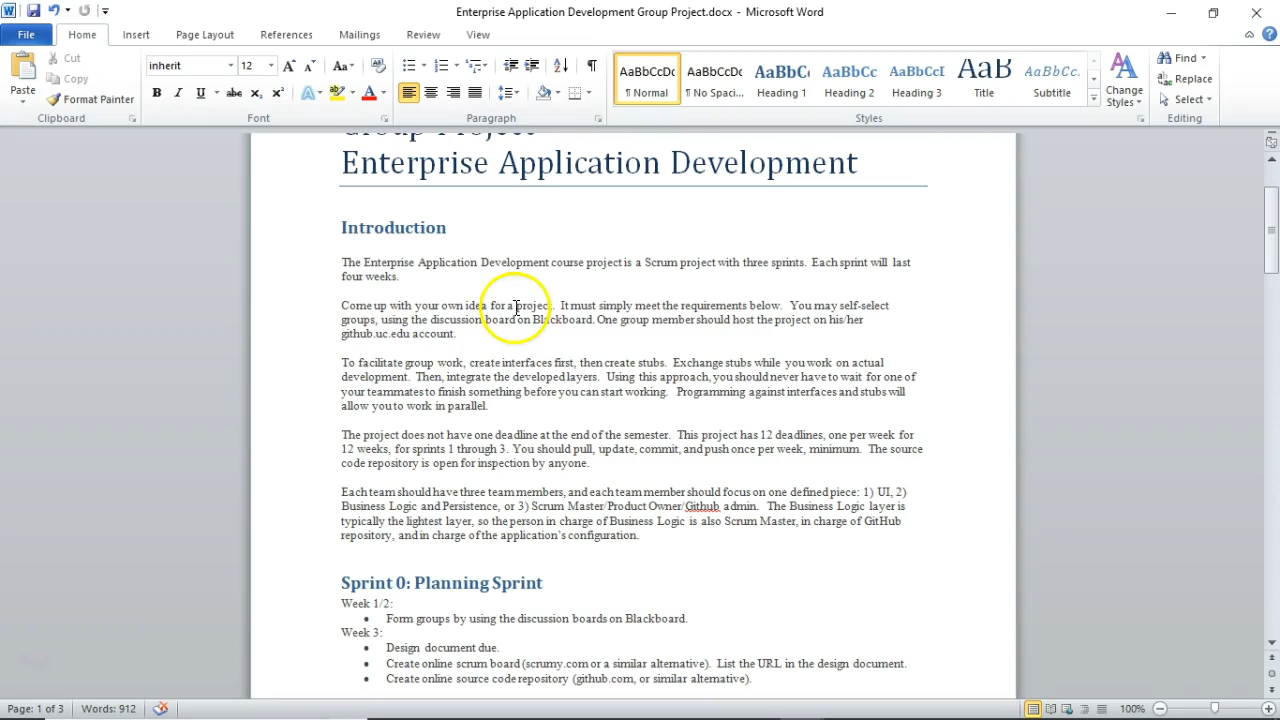 Enterprise Application Development Group Project.docx - Microsoft Word
File Home Insert Page Layout References Mailings Review View
Paste
Cut
Copy
Format Painter
Clipboard
inherit 12
Font
Paragraph
AaBbCcDc AaBbCcDc AaBbC AaBbCc AaBbCcI AaB AaBbCc.
¶ Normal ¶ No Spaci... Heading 1 Heading 2 Heading 3 Title Subtitle
Change Styles
Styles
Find
Replace
Select
Editing
Group Project
Enterprise Application Development
Introduction
The Enterprise Application Development course project is a Scrum project with three sprints. Each sprint will last
four weeks.
Come up with your own idea for a project. It must simply meet the requirements below. You may self-select
groups, using the discussion board on Blackboard. One group member should host the project on his/her
github.uc.edu account.
To facilitate group work, create interfaces first, then create stubs. Exchange stubs while you work on actual
development. Then, integrate the developed layers. Using this approach, you should never have to wait for one of
your teammates to finish something before you can start working. Programming against interfaces and stubs will
allow you to work in parallel.
The project does not have one deadline at the end of the semester. This project has 12 deadlines, one per week for
12 weeks, for sprints 1 through 3. You should pull, update, commit, and push once per week, minimum. The source
code repository is open for inspection by anyone.
Each team should have three team members, and each team member should focus on one defined piece: 1) UI, 2)
Business Logic and Persistence, or 3) Scrum Master/Product Owner/Github admin. The Business Logic layer is
typically the lightest layer, so the person in charge of Business Logic is also Scrum Master, in charge of GitHub
repository, and in charge of the application's configuration.
Sprint 0: Planning Sprint
Week 1/2:
• Form groups by using the discussion boards on Blackboard.
Week 3:
• Design document due.
• Create online scrum board (scrumy.com or a similar alternative). List the URL in the design document.
• Create online source code repository (github.com, or similar alternative).
Page: 1 of 3 Words: 912 100%